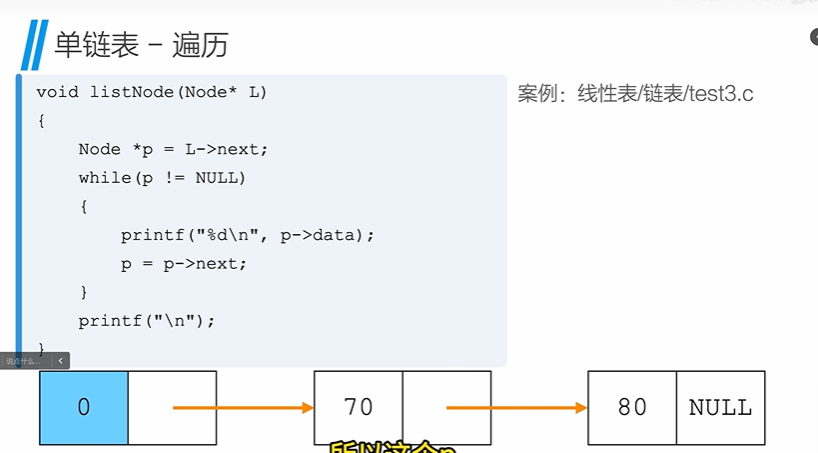 单链表 – 遍历
void listNode(Node* L)
{
Node *p = L->next;
while(p != NULL)
{
printf("%d\n", p->data);
p = p->next;
}
printf("\n");
}
案例：线性表/链表/test3.c
说点什么...
0
70
80
NULL
所以这个p